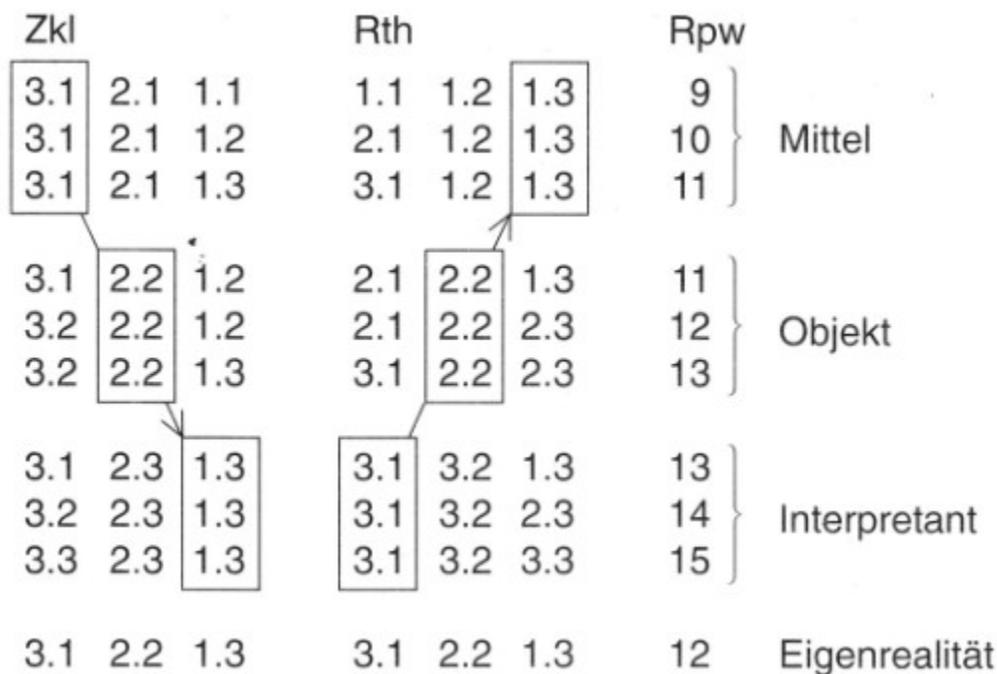 Zkl Rth Rpw
3.1 2.1 1.1 1.1 1.2 1.3 9
3.1 2.1 1.2 2.1 1.2 1.3 10 Mittel
3.1 2.1 1.3 3.1 1.2 1.3 11
3.1 2.2 1.2 2.1 2.2 1.3 11
3.2 2.2 1.2 2.1 2.2 2.3 12 Objekt
3.2 2.2 1.3 3.1 2.2 2.3 13
3.1 2.3 1.3 3.1 3.2 1.3 13
3.2 2.3 1.3 3.1 3.2 2.3 14 Interpretant
3.3 2.3 1.3 3.1 3.2 3.3 15
3.1 2.2 1.3 3.1 2.2 1.3 12 Eigenrealität